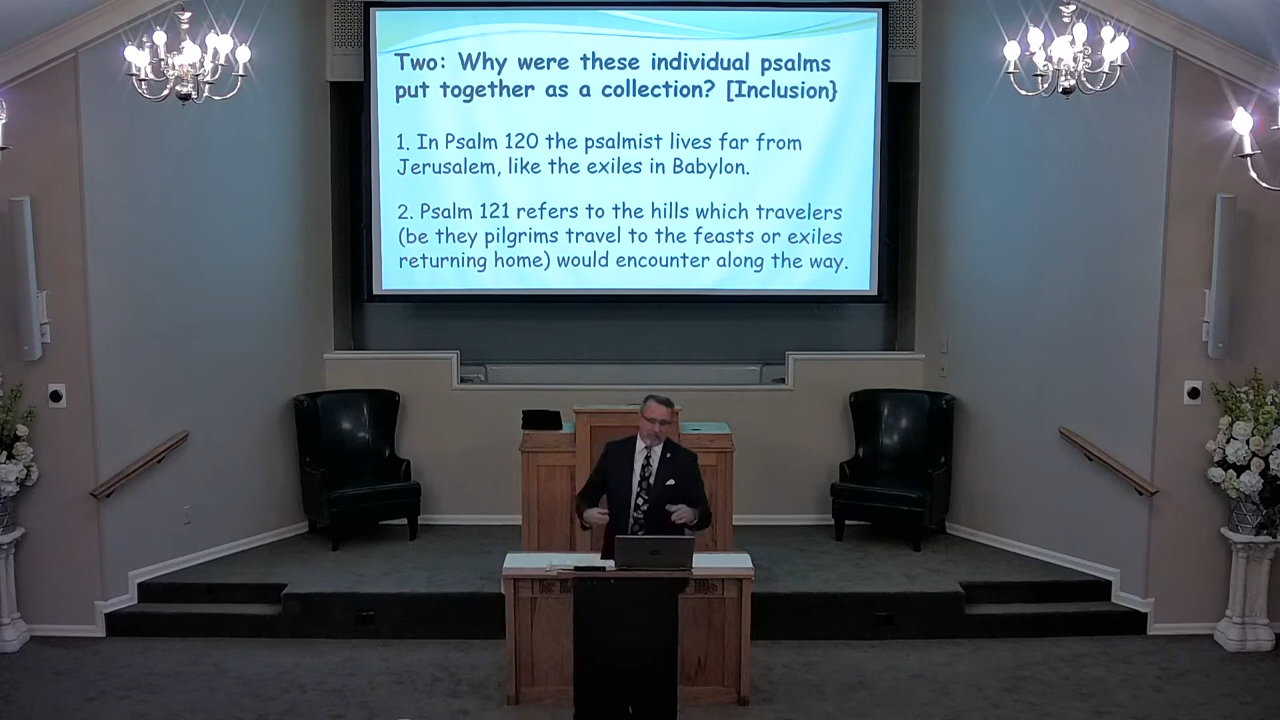 Two: Why were these individual psalms
put together as a collection? [Inclusion}
1. In Psalm 120 the psalmist lives far from
Jerusalem, like the exiles in Babylon.
2. Psalm 121 refers to the hills which travelers
(be they pilgrims travel to the feasts or exiles
returning home) would encounter along the way.